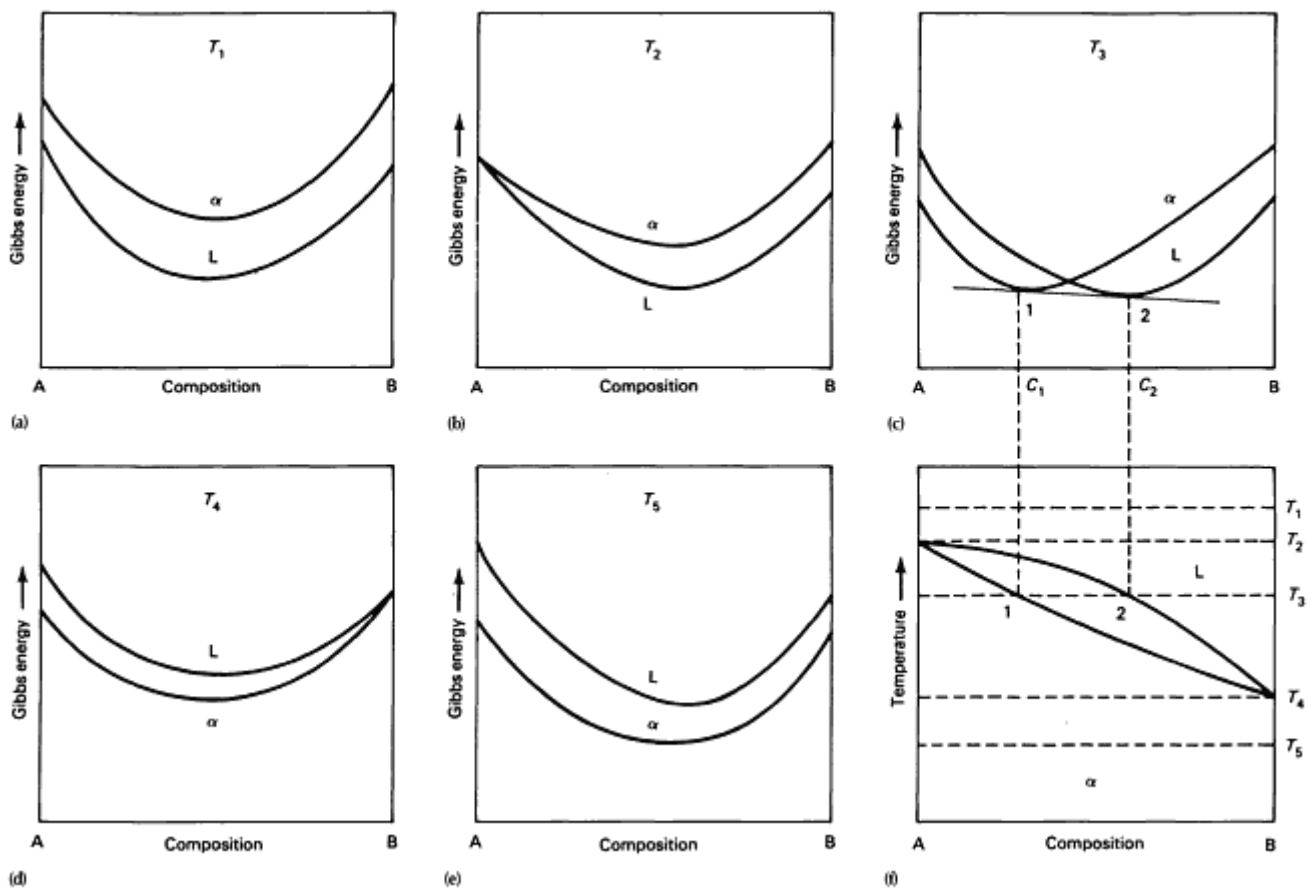 T₁
Gibbs energy
α
L
A Composition B
(a)
T₂
Gibbs energy
α
L
A Composition B
(b)
T₃
Gibbs energy
α
L
1
2
A C₁ C₂ B
(c)
T₄
Gibbs energy
L
α
A Composition B
(d)
T₅
Gibbs energy
L
α
A Composition B
(e)
T₁
T₂
L
T₃
1
2
Temperature
T₄
T₅
α
A Composition B
(f)